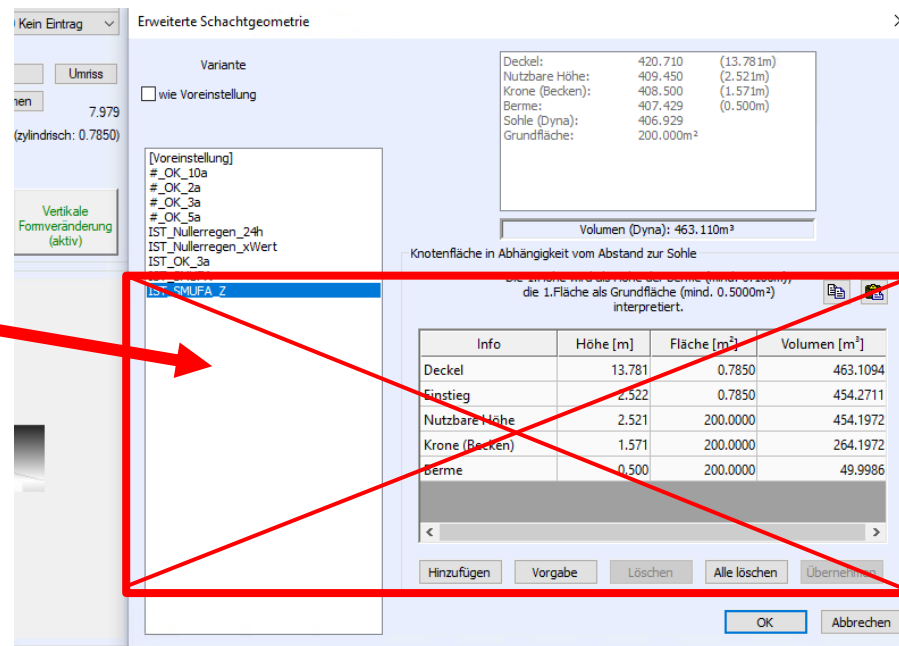 Kein Eintrag
Umriss
nen
7.979
(zylindrisch: 0.7850)
Vertikale
Formveränderung
(aktiv)
Erweiterte Schachtgeometrie
Variante
wie Voreinstellung
[Voreinstellung]
#_OK_10a
#_OK_2a
#_OK_3a
#_OK_5a
IST_Nullerregen_24h
IST_Nullerregen_xWert
IST_OK_3a
IST_SMUFA_Z
Deckel: 420.710 (13.781m)
Nutzbare Höhe: 409.450 (2.521m)
Krone (Becken): 408.500 (1.571m)
Berme: 407.429 (0.500m)
Sohle (Dyna): 406.929
Grundfläche: 200.000m²
Volumen (Dyna): 463.110m³
Knotenfläche in Abhängigkeit vom Abstand zur Sohle
die 1.Fläche als Grundfläche (mind. 0.5000m²)
interpretiert.
Info Höhe [m] Fläche [m²] Volumen [m³]
Deckel 13.781 0.7850 463.1094
Einstieg 2.522 0.7850 454.2711
Nutzbare Höhe 2.521 200.0000 454.1972
Krone (Becken) 1.571 200.0000 264.1972
Berme 0.500 200.0000 49.9986
Hinzufügen Vorgabe Löschen Alle löschen Übernehmen
OK Abbrechen